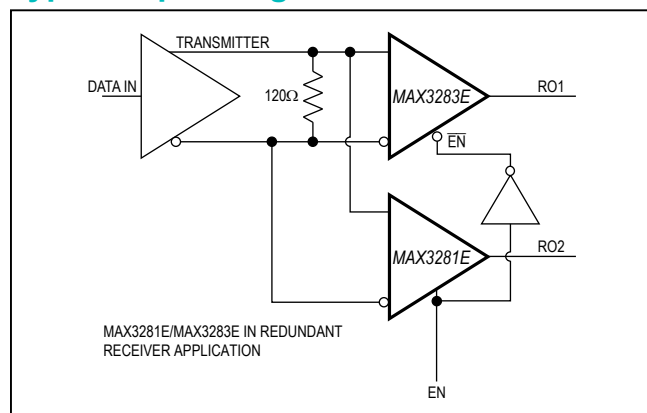 TRANSMITTER
DATA IN
120Ω
MAX3283E
RO1
EN
MAX3281E
RO2
MAX3281E/MAX3283E IN REDUNDANT
RECEIVER APPLICATION
EN